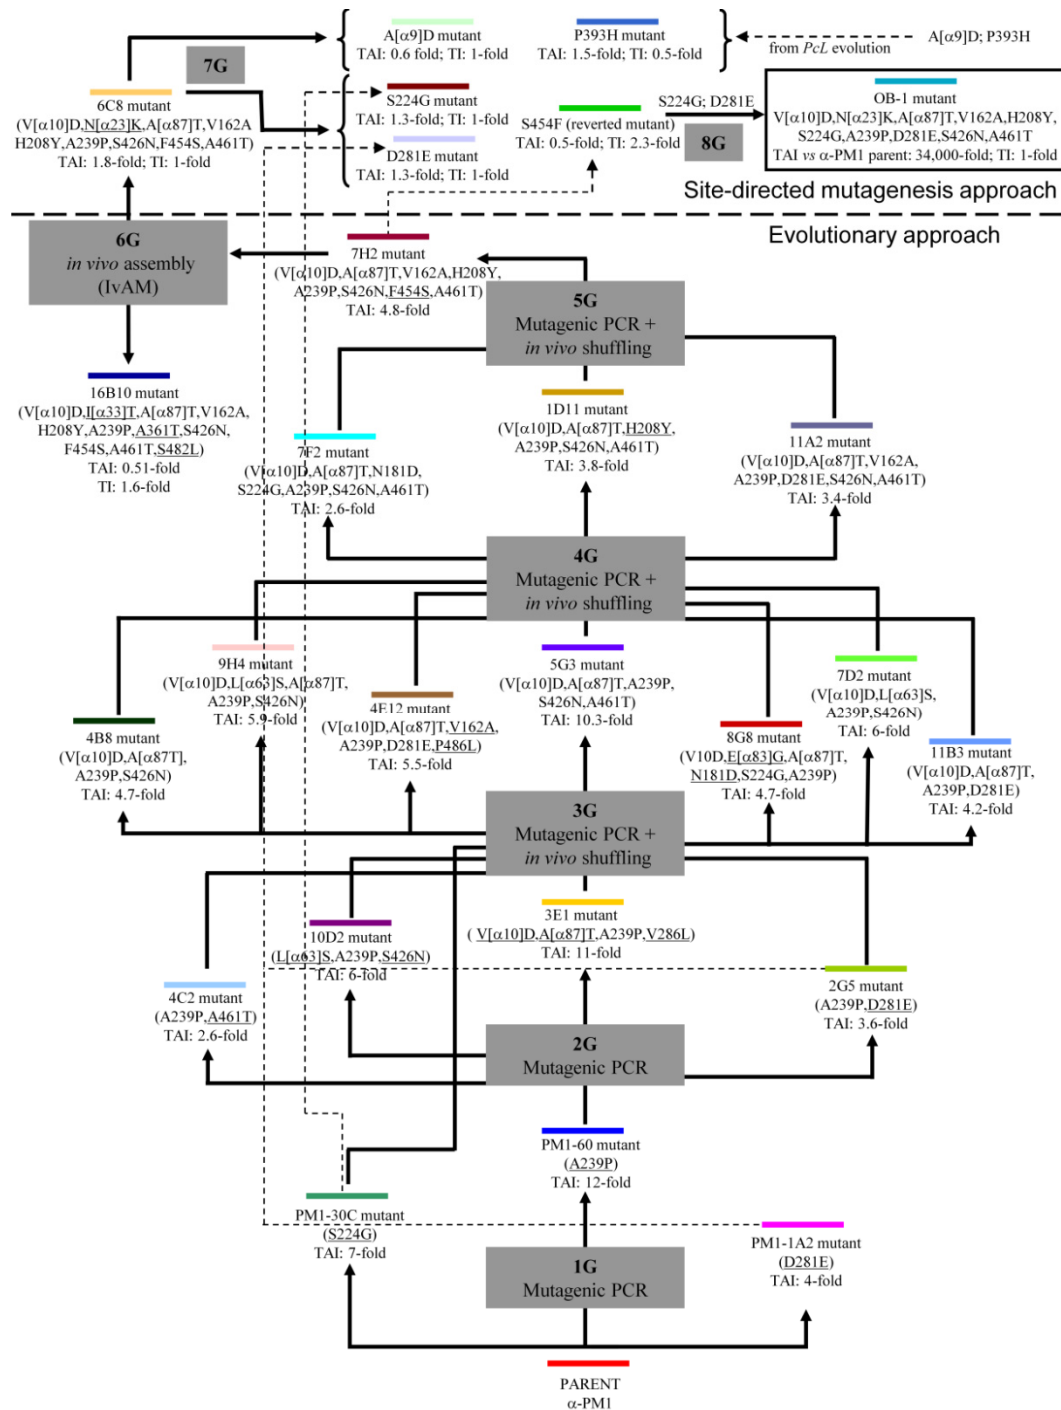 A[α9]D mutant
TAI: 0.6 fold; TI: 1-fold
P393H mutant
TAI: 1.5-fold; TI: 0.5-fold
from PcL evolution
A[α9]D; P393H
7G
6C8 mutant
(V[α10]D,N[α23]K,A[α87]T,V162A
H208Y,A239P,S426N,F454S,A461T)
TAI: 1.8-fold; TI: 1-fold
S224G mutant
TAI: 1.3-fold; TI: 1-fold
D281E mutant
TAI: 1.3-fold; TI: 1-fold
S454F (reverted mutant)
TAI: 0.5-fold; TI: 2.3-fold
S224G; D281E
8G
OB-1 mutant
V[α10]D,N[α23]K,A[α87]T,V162A,H208Y,
S224G,A239P,D281E,S426N,A461T
TAI vs α-PM1 parent: 34,000-fold; TI: 1-fold
Site-directed mutagenesis approach
Evolutionary approach
6G
in vivo assembly
(IvAM)
7H2 mutant
(V[α10]D,A[α87]T,V162A,H208Y,
A239P,S426N,F454S,A461T)
TAI: 4.8-fold
5G
Mutagenic PCR +
in vivo shuffling
16B10 mutant
(V[α10]D,I[α33]T,A[α87]T,V162A,
H208Y,A239P,A361T,S426N,
F454S,A461T,S482L)
TAI: 0.51-fold
TI: 1.6-fold
7F2 mutant
(V[α10]D,A[α87]T,N181D,
S224G,A239P,S426N,A461T)
TAI: 2.6-fold
1D11 mutant
(V[α10]D,A[α87]T,H208Y,
A239P,S426N,A461T)
TAI: 3.8-fold
11A2 mutant
(V[α10]D,A[α87]T,V162A,
A239P,D281E,S426N,A461T)
TAI: 3.4-fold
4G
Mutagenic PCR +
in vivo shuffling
9H4 mutant
(V[α10]D,L[α63]S,A[α87]T,
A239P,S426N)
TAI: 5.9-fold
4B8 mutant
(V[α10]D,A[α87T],
A239P,S426N)
TAI: 4.7-fold
4E12 mutant
(V[α10]D,A[α87]T,V162A,
A239P,D281E,P486L)
TAI: 5.5-fold
5G3 mutant
(V[α10]D,A[α87]T,A239P,
S426N,A461T)
TAI: 10.3-fold
8G8 mutant
(V10D,E[α83]G,A[α87]T,
N181D,S224G,A239P)
TAI: 4.7-fold
7D2 mutant
(V[α10]D,L[α63]S,
A239P,S426N)
TAI: 6-fold
11B3 mutant
(V[α10]D,A[α87]T,
A239P,D281E)
TAI: 4.2-fold
3G
Mutagenic PCR +
in vivo shuffling
4C2 mutant
(A239P,A461T)
TAI: 2.6-fold
10D2 mutant
(L[α63]S,A239P,S426N)
TAI: 6-fold
3E1 mutant
( V[α10]D,A[α87]T,A239P,V286L)
TAI: 11-fold
2G5 mutant
(A239P,D281E)
TAI: 3.6-fold
2G
Mutagenic PCR
PM1-60 mutant
(A239P)
TAI: 12-fold
PM1-30C mutant
(S224G)
TAI: 7-fold
PM1-1A2 mutant
(D281E)
TAI: 4-fold
1G
Mutagenic PCR
PARENT
α-PM1